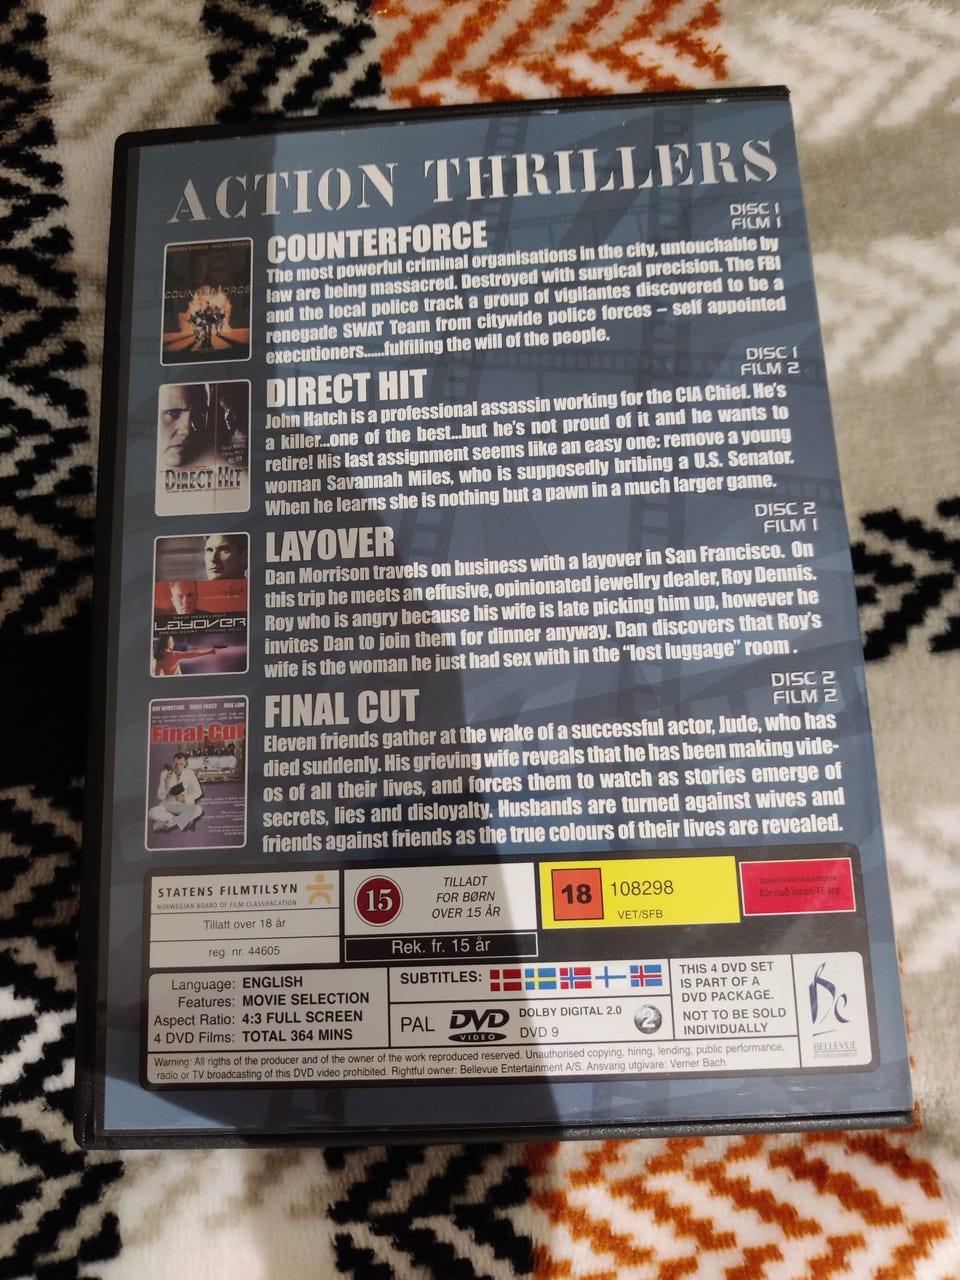 ACTION THRILLERS
DISC 1
FILM 1
COUNTERFORCE
The most powerful criminal organisations in the city, untouchable by
law are being massacred. Destroyed with surgical precision. The FBI
and the local police track a group of vigilantes discovered to be a
renegade SWAT Team from citywide police forces – self appointed
executioners......fulfilling the will of the people.
COUNTERFORCE
DISC 1
FILM 2
DIRECT HIT
John Hatch is a professional assassin working for the CIA Chief. He's
a killer...one of the best...but he's not proud of it and he wants to
retire! His last assignment seems like an easy one: remove a young
woman Savannah Miles, who is supposedly bribing a U.S. Senator.
When he learns she is nothing but a pawn in a much larger game.
DIRECT HIT
DISC 2
FILM 1
LAYOVER
Dan Morrison travels on business with a layover in San Francisco. On
this trip he meets an effusive, opinionated jewellry dealer, Roy Dennis.
Roy who is angry because his wife is late picking him up, however he
invites Dan to join them for dinner anyway. Dan discovers that Roy's
wife is the woman he just had sex with in the "lost luggage" room .
DAVID HASSELHOFF
LAYOVER
DISC 2
FILM 2
FINAL CUT
Eleven friends gather at the wake of a successful actor, Jude, who has
died suddenly. His grieving wife reveals that he has been making vide-
os of all their lives, and forces them to watch as stories emerge of
secrets, lies and disloyalty. Husbands are turned against wives and
friends against friends as the true colours of their lives are revealed.
RAY WINSTONE SADIE FROST JUDE LAW
Final Cut
STATENS FILMTILSYN
NORWEGIAN BOARD OF FILM CLASSIFACATION
Tillatt over 18 år
reg. nr. 44605
15
TILLADT
FOR BØRN
OVER 15 ÅR
Rek. fr. 15 år
18
108298
VET/SFB
Bönnuð innan 16 ára
Language: ENGLISH
Features: MOVIE SELECTION
Aspect Ratio: 4:3 FULL SCREEN
4 DVD Films: TOTAL 364 MINS
SUBTITLES:
PAL
DVD
VIDEO
DOLBY DIGITAL 2.0
DVD 9
2
THIS 4 DVD SET
IS PART OF A
DVD PACKAGE.
NOT TO BE SOLD
INDIVIDUALLY
Be
BELLEVUE
ENTERTAINMENT
Warning: All rigths of the producer and of the owner of the work reproduced reserved. Unauthorised copying, hiring, lending, public performance,
radio or TV broadcasting of this DVD video prohibited. Rightful owner: Bellevue Entertainment A/S. Ansvarig utgivare: Verner Bach